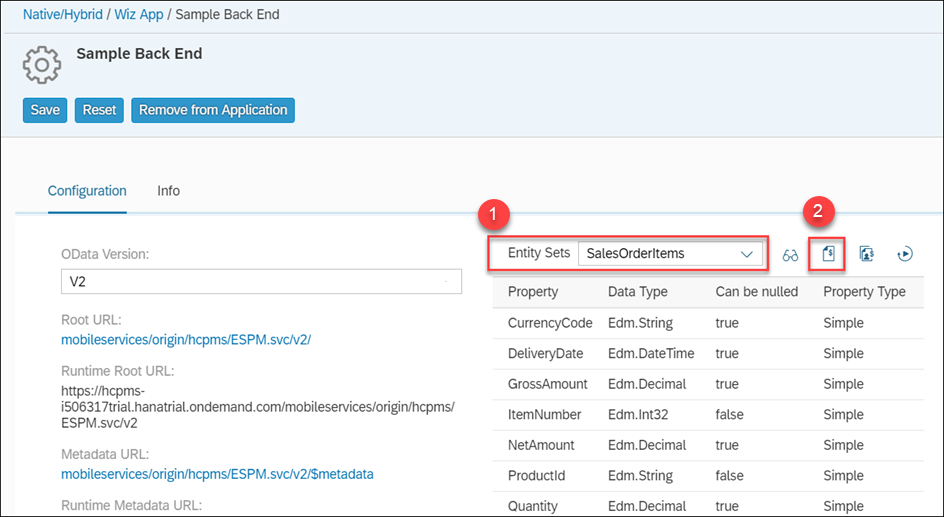 Native/Hybrid / Wiz App / Sample Back End
Sample Back End
Save Reset Remove from Application
Configuration Info
OData Version:
V2
Root URL:
mobileservices/origin/hcpms/ESPM.svc/v2/
Runtime Root URL:
https://hcpms-
i506317trial.hanatrial.ondemand.com/mobileservices/origin/hcpms/
ESPM.svc/v2
Metadata URL:
mobileservices/origin/hcpms/ESPM.svc/v2/$metadata
Runtime Metadata URL:
1
2
Entity Sets SalesOrderItems
Property Data Type Can be nulled Property Type
CurrencyCode Edm.String true Simple
DeliveryDate Edm.DateTime true Simple
GrossAmount Edm.Decimal true Simple
ItemNumber Edm.Int32 false Simple
NetAmount Edm.Decimal true Simple
ProductId Edm.String false Simple
Quantity Edm.Decimal true Simple